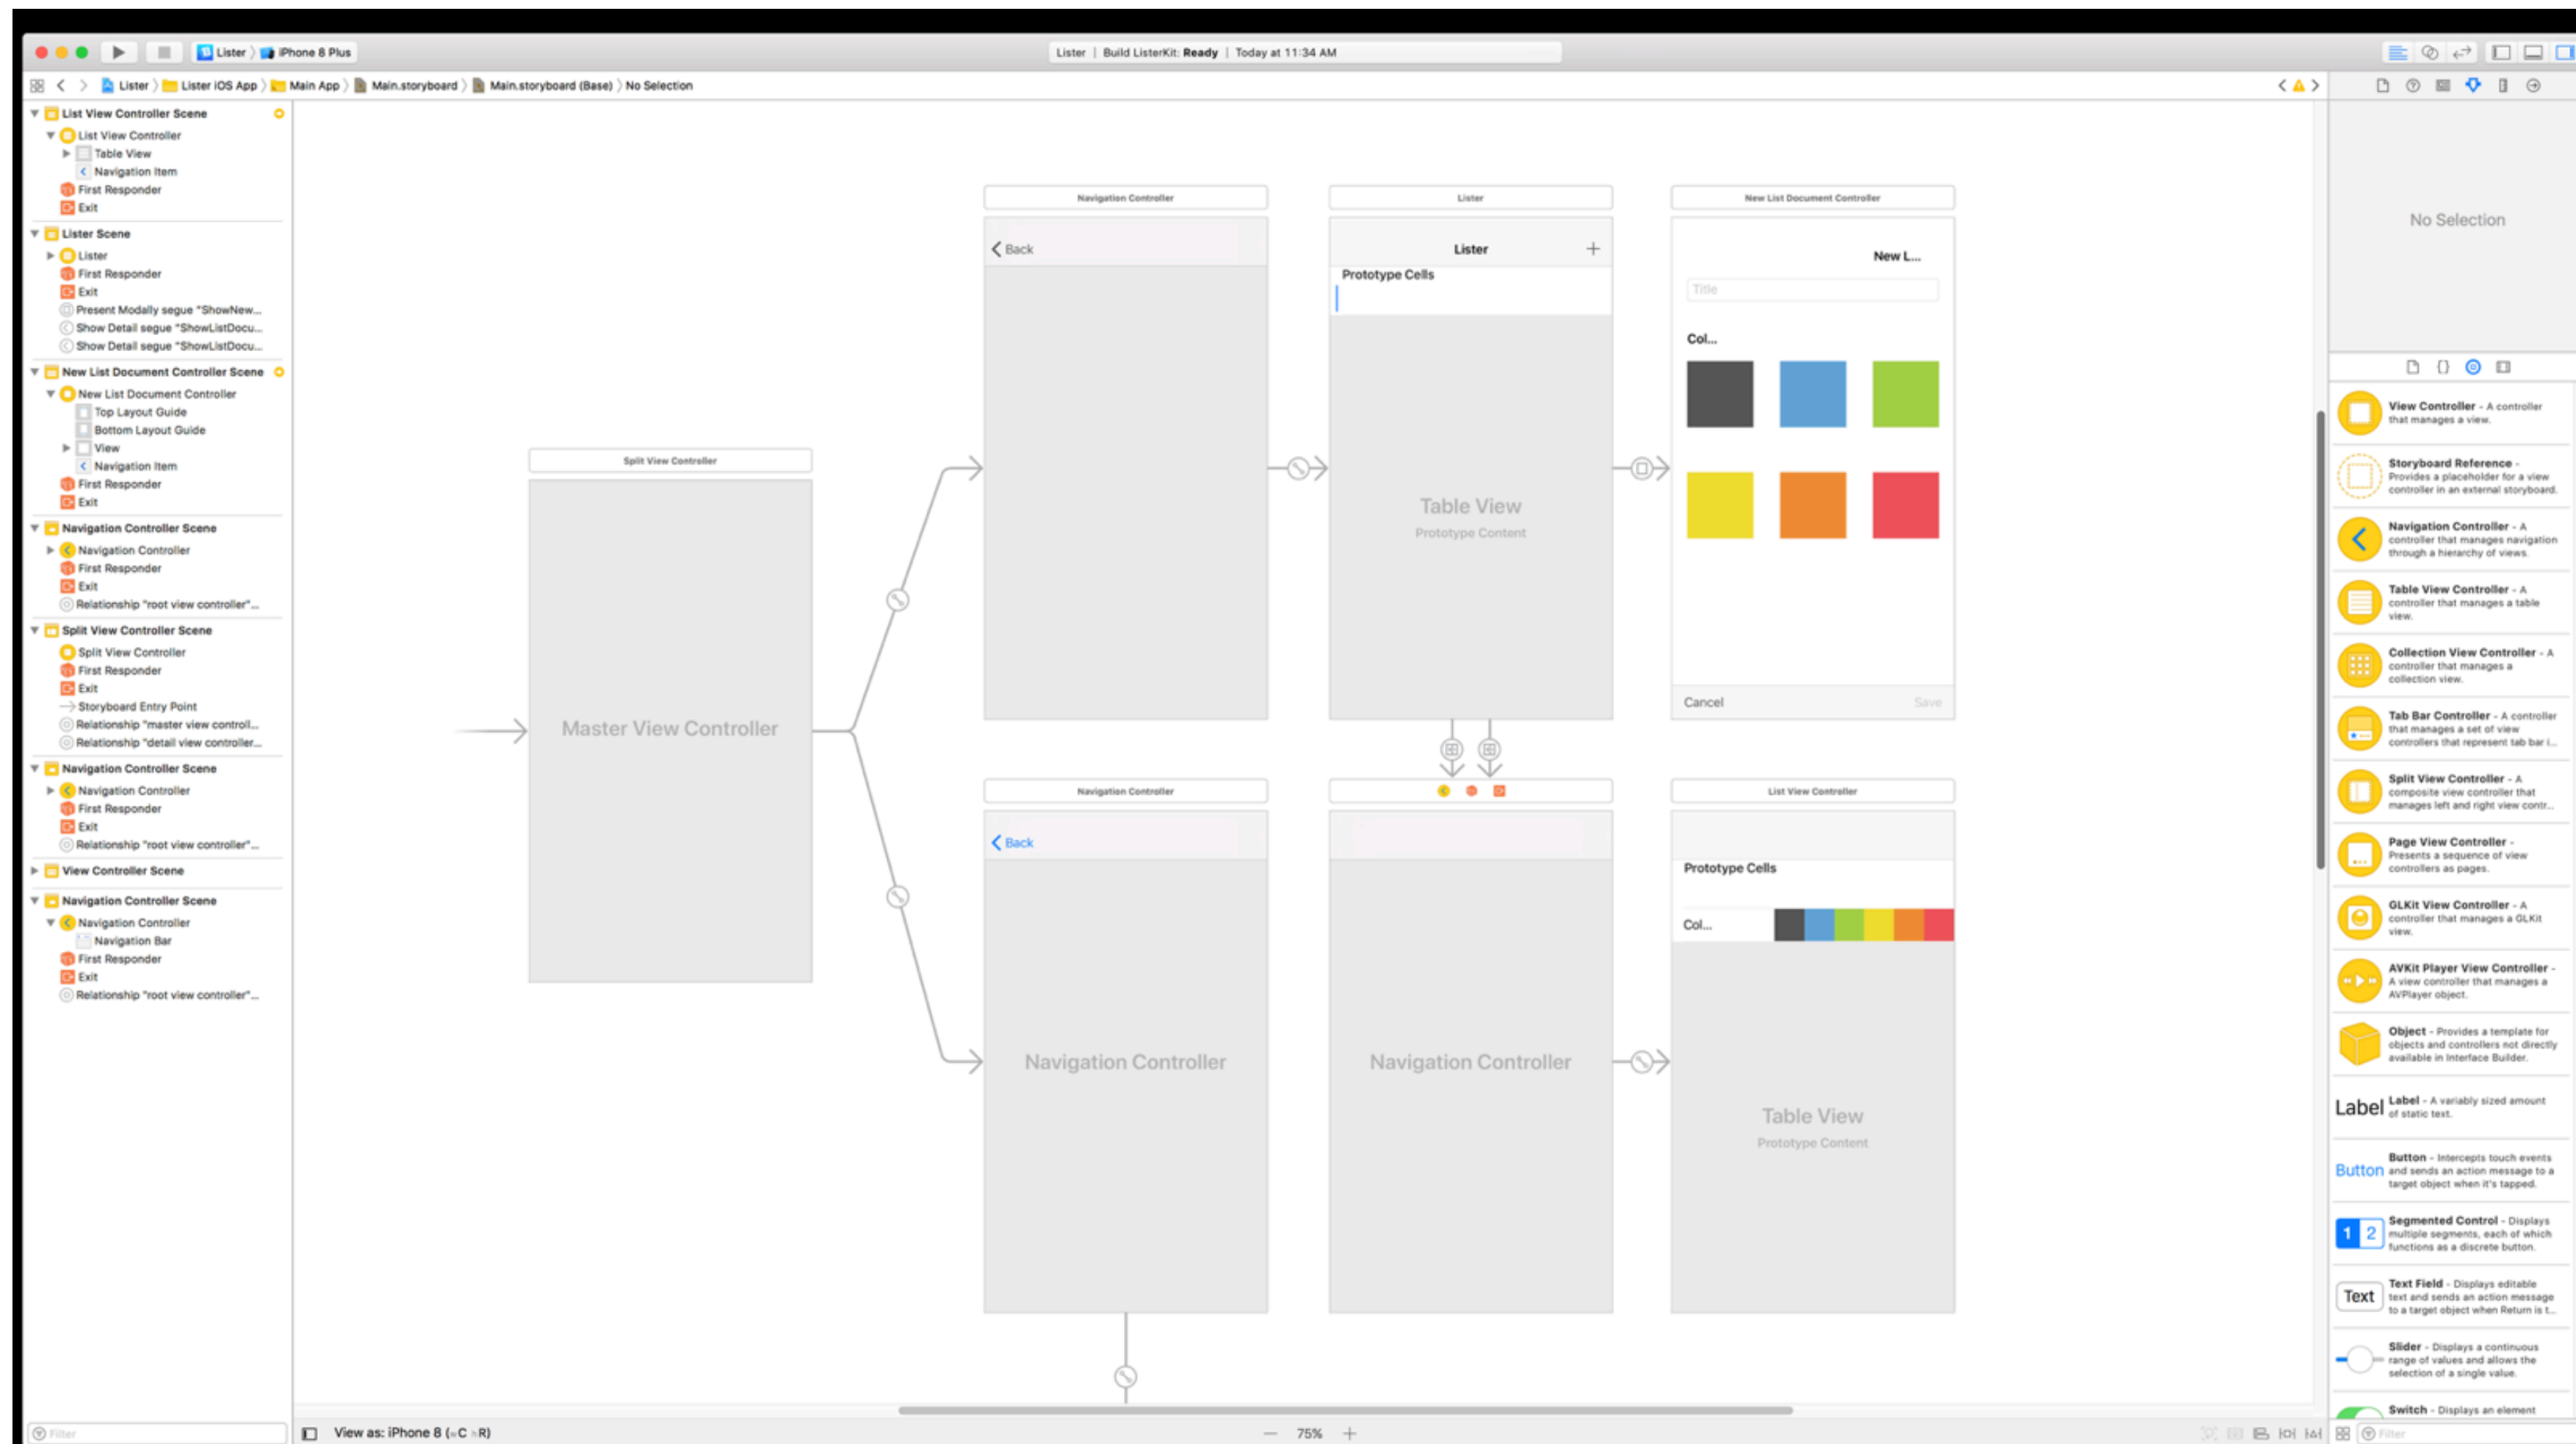 Lister iPhone 8 Plus
Lister | Build ListerKit: Ready | Today at 11:34 AM
Lister Lister iOS App Main App Main.storyboard Main.storyboard (Base) No Selection
List View Controller Scene
List View Controller
Table View
Navigation Item
First Responder
Exit
Lister Scene
Lister
First Responder
Exit
Present Modally segue "ShowNew...
Show Detail segue "ShowListDocu...
Show Detail segue "ShowListDocu...
New List Document Controller Scene
New List Document Controller
Top Layout Guide
Bottom Layout Guide
View
Navigation Item
First Responder
Exit
Navigation Controller Scene
Navigation Controller
First Responder
Exit
Relationship "root view controller"...
Split View Controller Scene
Split View Controller
First Responder
Exit
Storyboard Entry Point
Relationship "master view controll...
Relationship "detail view controller...
Navigation Controller Scene
Navigation Controller
First Responder
Exit
Relationship "root view controller"...
View Controller Scene
Navigation Controller Scene
Navigation Controller
Navigation Bar
First Responder
Exit
Relationship "root view controller"...
Filter
Split View Controller
Master View Controller
Navigation Controller
Back
Lister
Lister
Prototype Cells
Table View
Prototype Content
New List Document Controller
New L...
Title
Col...
Cancel Save
Navigation Controller
Back
Navigation Controller
Navigation Controller
List View Controller
Prototype Cells
Col...
Table View
Prototype Content
View as: iPhone 8 (wC hR)
75%
No Selection
View Controller - A controller
that manages a view.
Storyboard Reference -
Provides a placeholder for a view
controller in an external storyboard.
Navigation Controller - A
controller that manages navigation
through a hierarchy of views.
Table View Controller - A
controller that manages a table
view.
Collection View Controller - A
controller that manages a
collection view.
Tab Bar Controller - A controller
that manages a set of view
controllers that represent tab bar i...
Split View Controller - A
composite view controller that
manages left and right view contr...
Page View Controller -
Presents a sequence of view
controllers as pages.
GLKit View Controller - A
controller that manages a GLKit
view.
AVKit Player View Controller -
A view controller that manages a
AVPlayer object.
Object - Provides a template for
objects and controllers not directly
available in Interface Builder.
Label
Label - A variably sized amount
of static text.
Button
Button - Intercepts touch events
and sends an action message to a
target object when it's tapped.
1 2
Segmented Control - Displays
multiple segments, each of which
functions as a discrete button.
Text
Text Field - Displays editable
text and sends an action message
to a target object when Return is t...
Slider - Displays a continuous
range of values and allows the
selection of a single value.
Switch - Displays an element
Filter